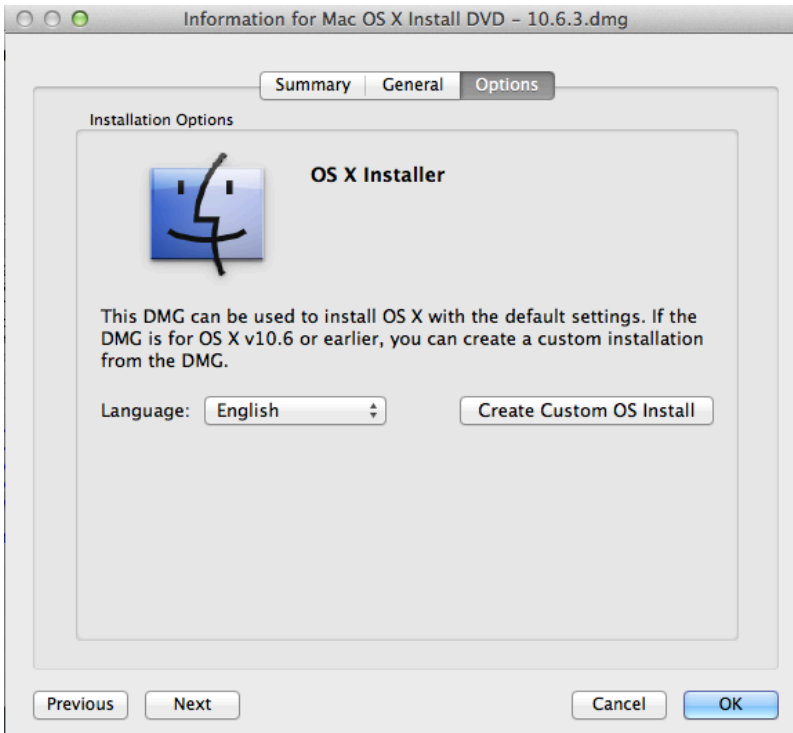 Information for Mac OS X Install DVD – 10.6.3.dmg
Summary General Options
Installation Options
OS X Installer
This DMG can be used to install OS X with the default settings. If the
DMG is for OS X v10.6 or earlier, you can create a custom installation
from the DMG.
Language: English Create Custom OS Install
Previous Next Cancel OK